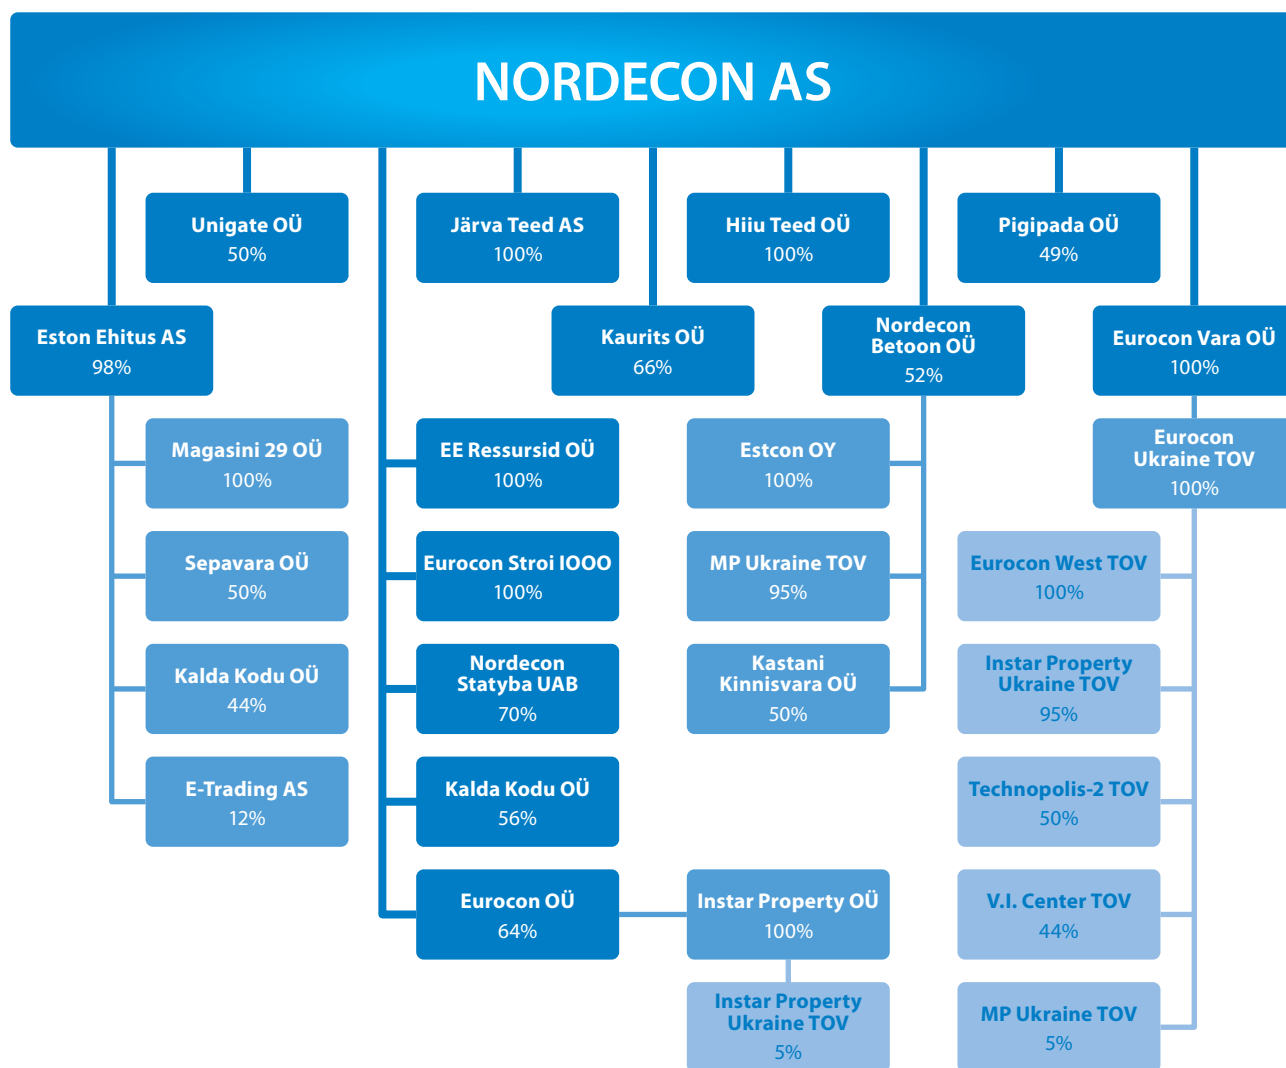 NORDECON AS
Unigate OÜ
50%
Järva Teed AS
100%
Hiiu Teed OÜ
100%
Pigipada OÜ
49%
Eston Ehitus AS
98%
Kaurits OÜ
66%
Nordecon
Betoon OÜ
52%
Eurocon Vara OÜ
100%
Magasini 29 OÜ
100%
EE Ressursid OÜ
100%
Estcon OY
100%
Eurocon
Ukraine TOV
100%
Sepavara OÜ
50%
Eurocon Stroi IOOO
100%
MP Ukraine TOV
95%
Eurocon West TOV
100%
Kalda Kodu OÜ
44%
Nordecon
Statyba UAB
70%
Kastani
Kinnisvara OÜ
50%
Instar Property
Ukraine TOV
95%
E-Trading AS
12%
Kalda Kodu OÜ
56%
Technopolis-2 TOV
50%
Eurocon OÜ
64%
Instar Property OÜ
100%
V.I. Center TOV
44%
Instar Property
Ukraine TOV
5%
MP Ukraine TOV
5%